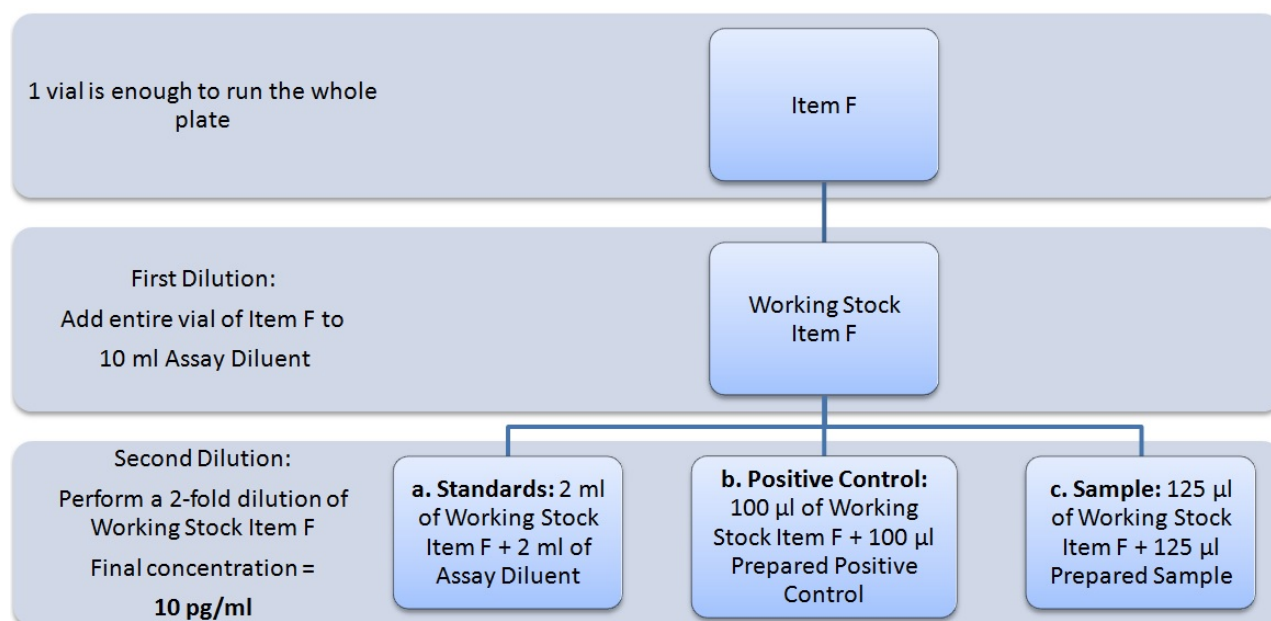 1 vial is enough to run the whole
plate
Item F
First Dilution:
Add entire vial of Item F to
10 ml Assay Diluent
Working Stock
Item F
Second Dilution:
Perform a 2-fold dilution of
Working Stock Item F
Final concentration =
10 pg/ml
a. Standards: 2 ml
of Working Stock
Item F + 2 ml of
Assay Diluent
b. Positive Control:
100 µl of Working
Stock Item F + 100 µl
Prepared Positive
Control
c. Sample: 125 µl
of Working Stock
Item F + 125 µl
Prepared Sample